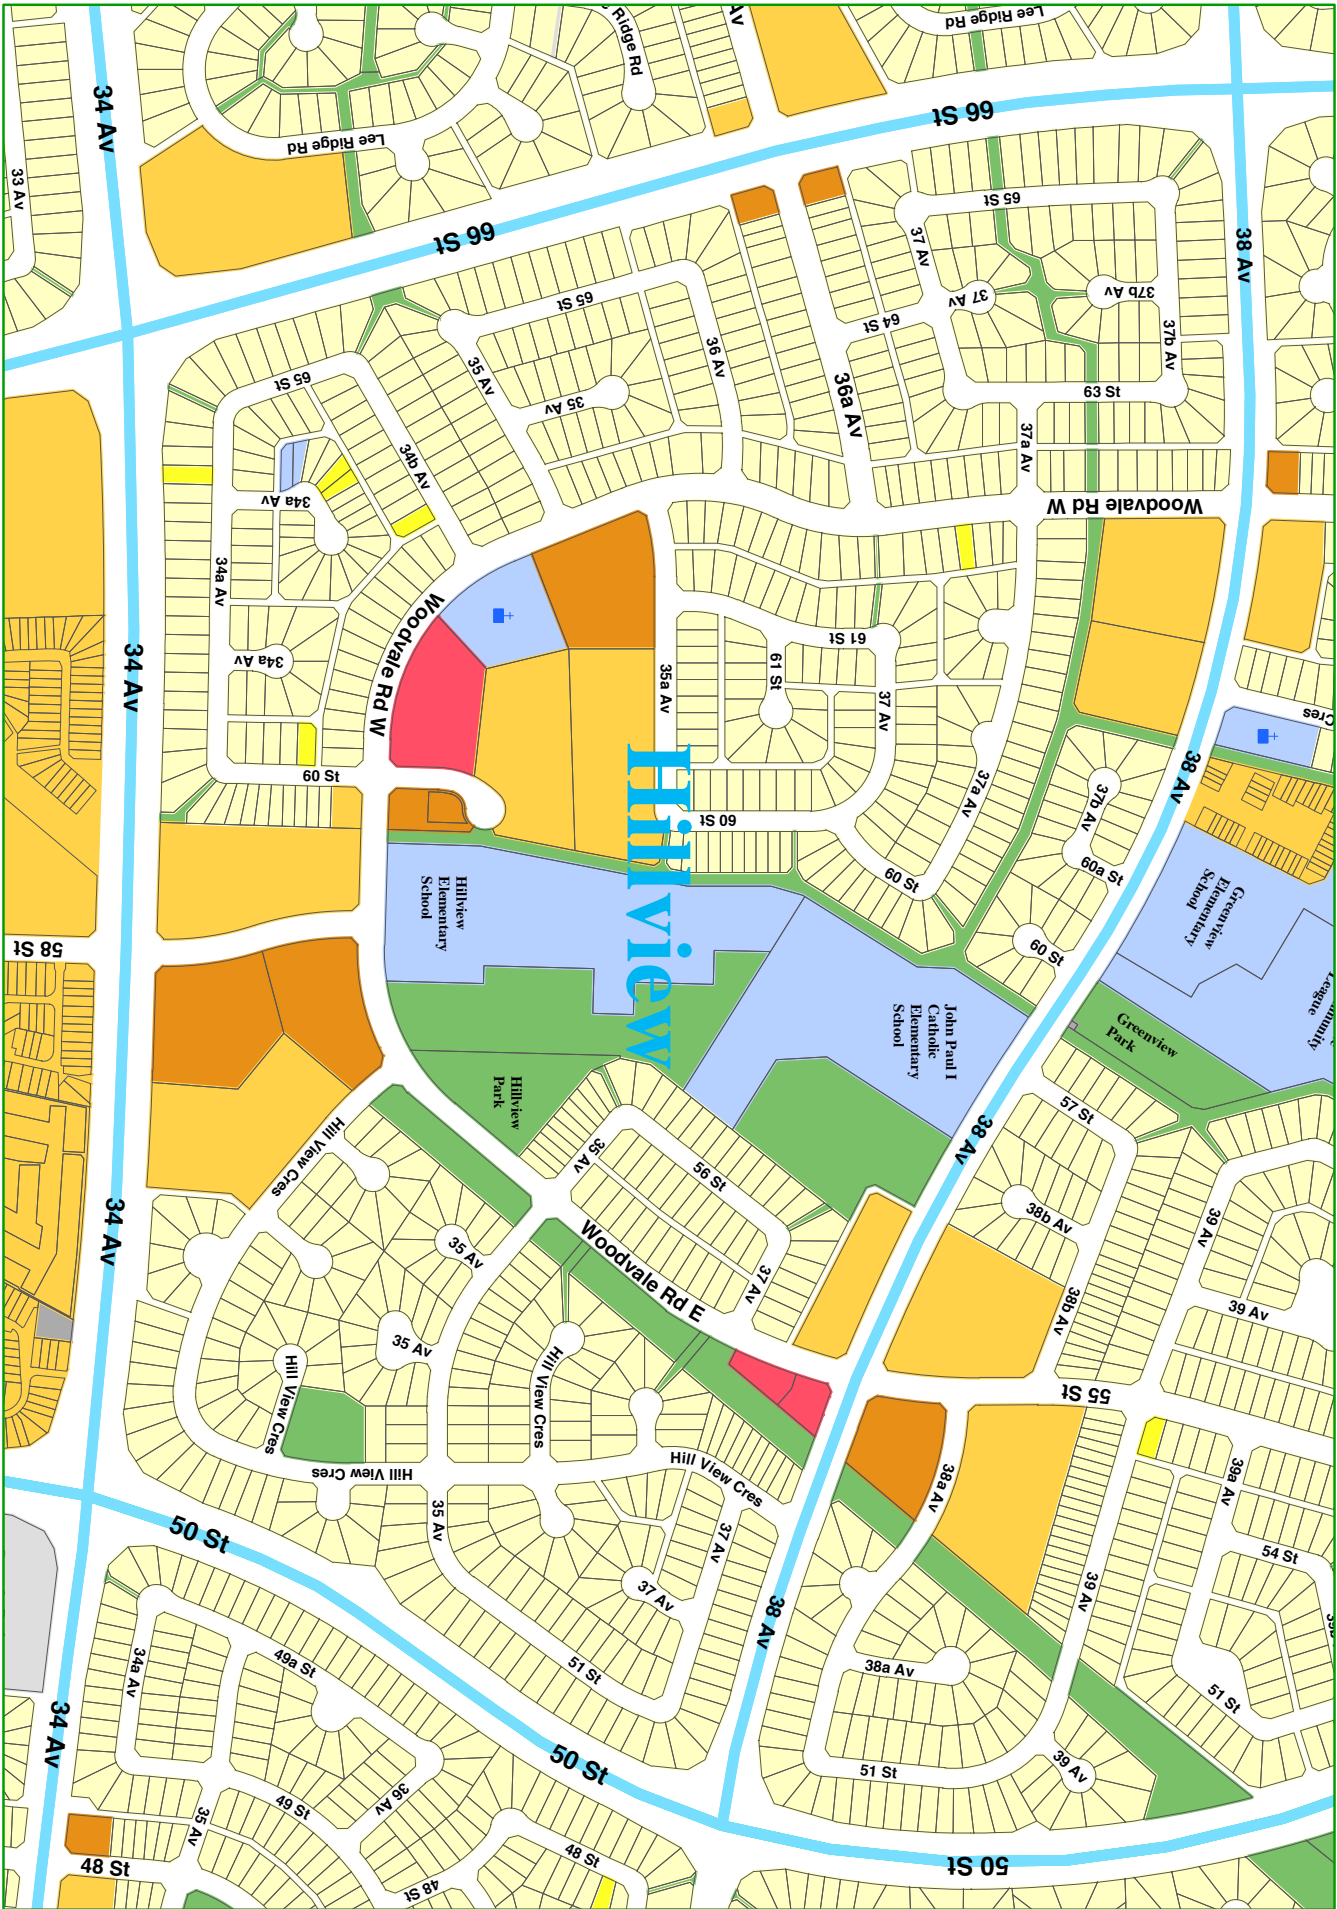 Lee Ridge Rd
Ridge Rd
Av
34 Av
66 St
Lee Ridge Rd
33 Av
65 St
37 Av
38 Av
66 St
37 Av
37b Av
65 St
64 St
37b Av
36 Av
35 Av
65 St
36a Av
63 St
35 Av
37a Av
34b Av
34a Av
Woodvale Rd W
34a Av
Woodvale Rd W
61 St
34 Av
34a Av
35a Av
61 St
37 Av
Cres
60 St
37a Av
38 Av
37b Av
60 St
60a St
60 St
Hillview
Hillview
Elementary
School
Greenview
Elementary
School
58 St
60 St
League
John Paul I
Catholic
Elementary
School
Greenview
Park
Hillview
Park
57 St
38 Av
Hill View Cres
35 Av
56 St
34 Av
38b Av
39 Av
35 Av
Woodvale Rd E
37 Av
38b Av
39 Av
35 Av
Hill View Cres
Hill View Cres
55 St
Hill View Cres
Hill View Cres
38a Av
39a Av
50 St
35 Av
37 Av
54 St
37 Av
38 Av
39 Av
34a Av
49a St
51 St
38a Av
51 St
34 Av
50 St
51 St
39 Av
49 St
36 Av
35 Av
48 St
48 St
48 St
50 St